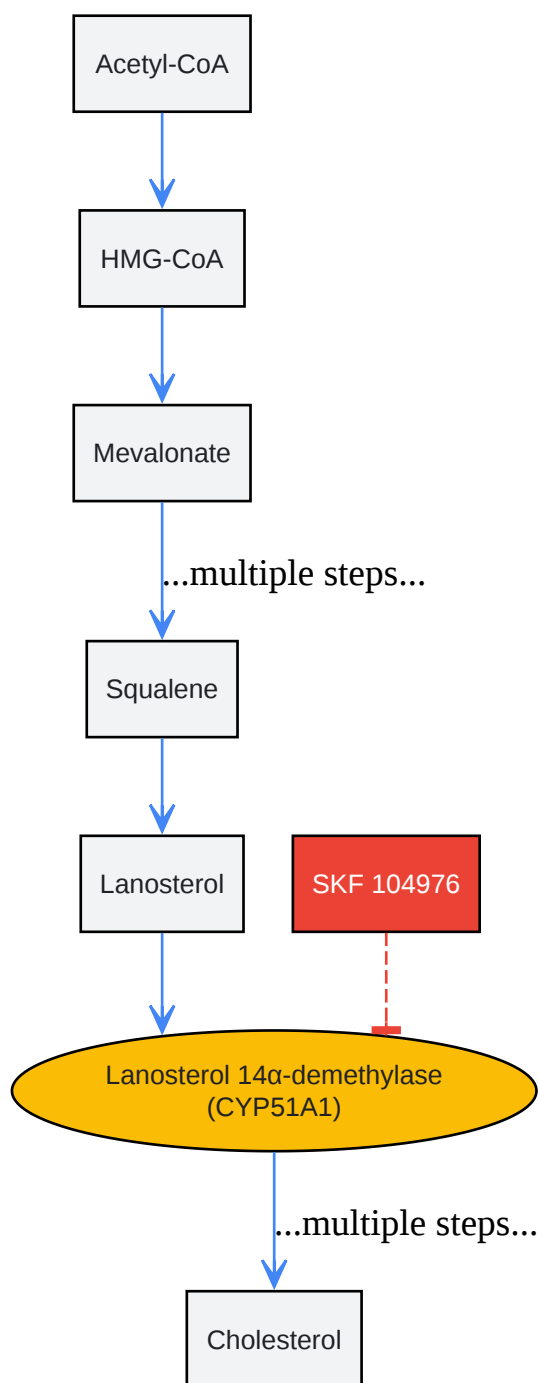 Acetyl-CoA
HMG-CoA
Mevalonate
...multiple steps...
Squalene
Lanosterol
SKF 104976
Lanosterol 14α-demethylase
(CYP51A1)
...multiple steps...
Cholesterol